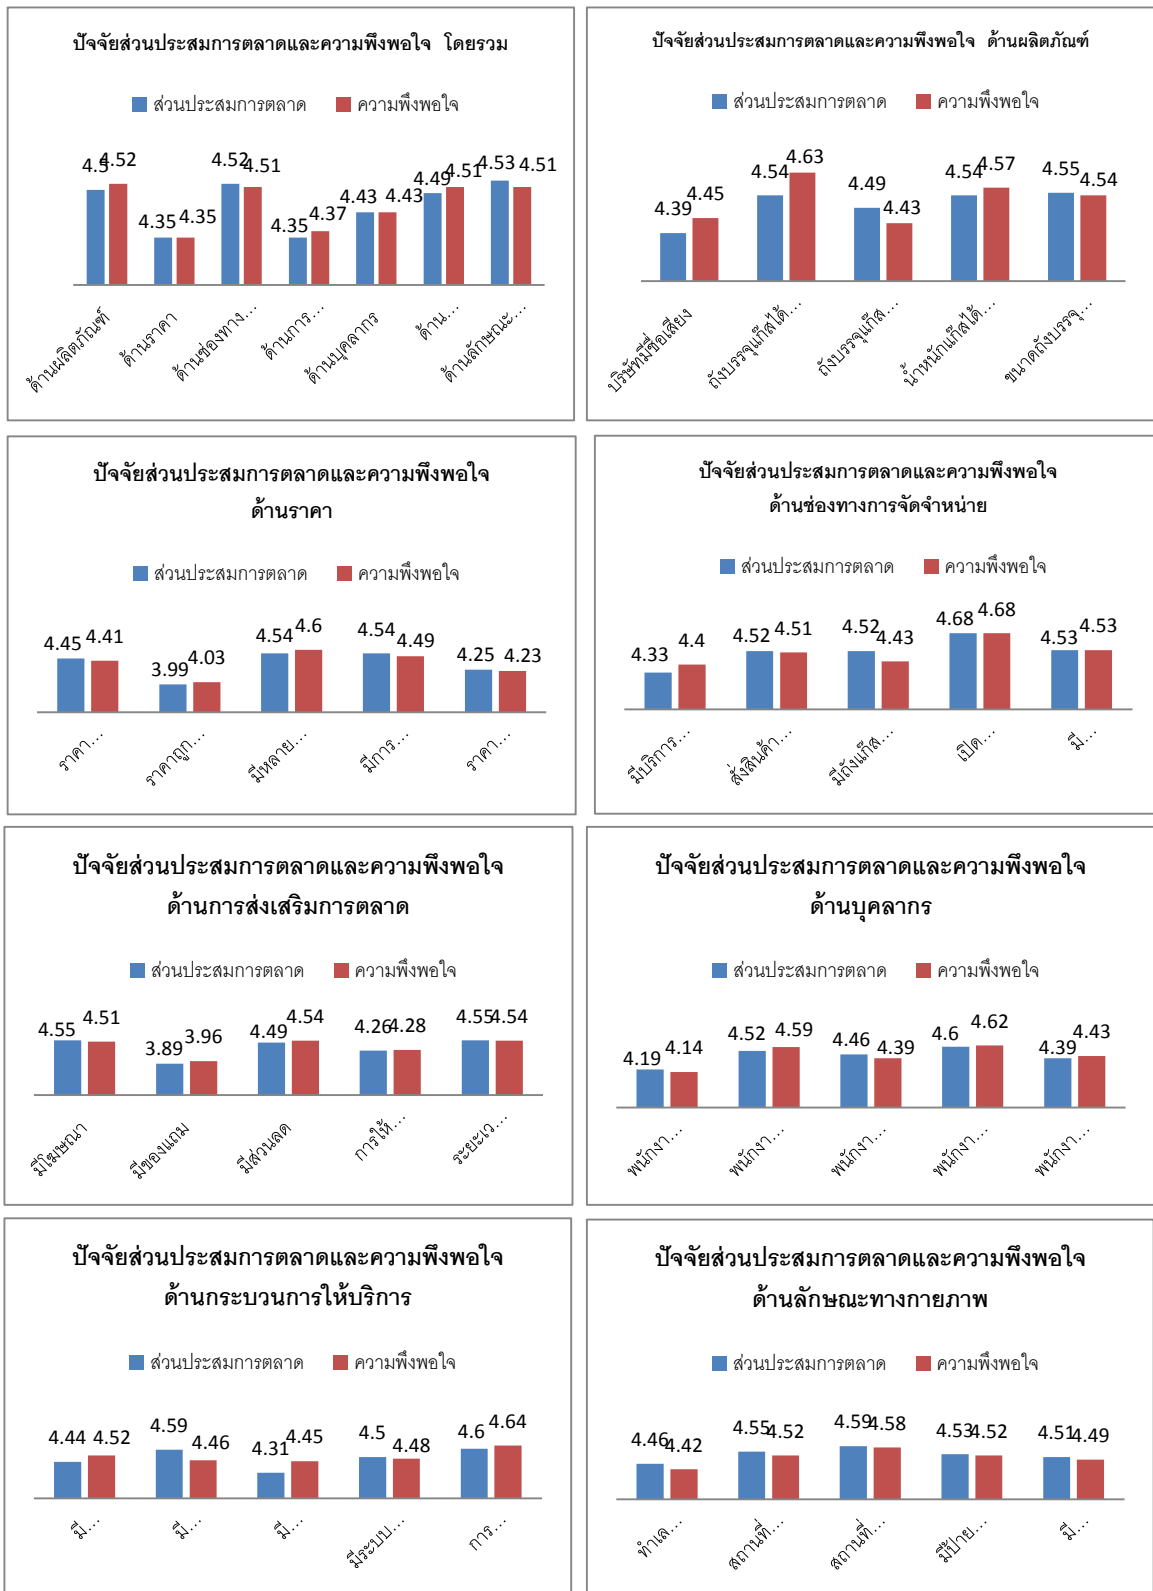 ปัจจัยส่วนประสมการตลาดและความพึงพอใจ โดยรวม
ส่วนประสมการตลาด ความพึงพอใจ
4.5 4.52 4.35 4.35 4.52 4.51 4.35 4.37 4.43 4.43 4.49 4.51 4.53 4.51
ด้านผลิตภัณฑ์ ด้านราคา ด้านช่องทาง… ด้านการ… ด้านบุคลากร ด้าน… ด้านลักษณะ…
ปัจจัยส่วนประสมการตลาดและความพึงพอใจ ด้านผลิตภัณฑ์
ส่วนประสมการตลาด ความพึงพอใจ
4.39 4.45 4.54 4.63 4.49 4.43 4.54 4.57 4.55 4.54
บริษัทมีชื่อเสียง ถังบรรจุแก๊สได้… ถังบรรจุแก๊ส… น้ำหนักแก๊สได้… ขนาดถังบรรจุ…
ปัจจัยส่วนประสมการตลาดและความพึงพอใจ
ด้านราคา
ส่วนประสมการตลาด ความพึงพอใจ
4.45 4.41 3.99 4.03 4.54 4.6 4.54 4.49 4.25 4.23
ราคา… ราคาถูก… มีหลาย… มีการ… ราคา…
ปัจจัยส่วนประสมการตลาดและความพึงพอใจ
ด้านช่องทางการจัดจำหน่าย
ส่วนประสมการตลาด ความพึงพอใจ
4.33 4.4 4.52 4.51 4.52 4.43 4.68 4.68 4.53 4.53
มีบริการ… สั่งสินค้า… มีถังแก๊ส… เปิด… มี…
ปัจจัยส่วนประสมการตลาดและความพึงพอใจ
ด้านการส่งเสริมการตลาด
ส่วนประสมการตลาด ความพึงพอใจ
4.55 4.51 3.89 3.96 4.49 4.54 4.26 4.28 4.55 4.54
มีโฆษณา มีของแถม มีส่วนลด การให้… ระยะเว…
ปัจจัยส่วนประสมการตลาดและความพึงพอใจ
ด้านบุคลากร
ส่วนประสมการตลาด ความพึงพอใจ
4.19 4.14 4.52 4.59 4.46 4.39 4.6 4.62 4.39 4.43
พนักงา… พนักงา… พนักงา… พนักงา… พนักงา…
ปัจจัยส่วนประสมการตลาดและความพึงพอใจ
ด้านกระบวนการให้บริการ
ส่วนประสมการตลาด ความพึงพอใจ
4.44 4.52 4.59 4.46 4.31 4.45 4.5 4.48 4.6 4.64
มี… มี… มี… มีระบบ… การ…
ปัจจัยส่วนประสมการตลาดและความพึงพอใจ
ด้านลักษณะทางกายภาพ
ส่วนประสมการตลาด ความพึงพอใจ
4.46 4.42 4.55 4.52 4.59 4.58 4.53 4.52 4.51 4.49
ทำเล… สถานที่… สถานที่… มีป้าย… มี…